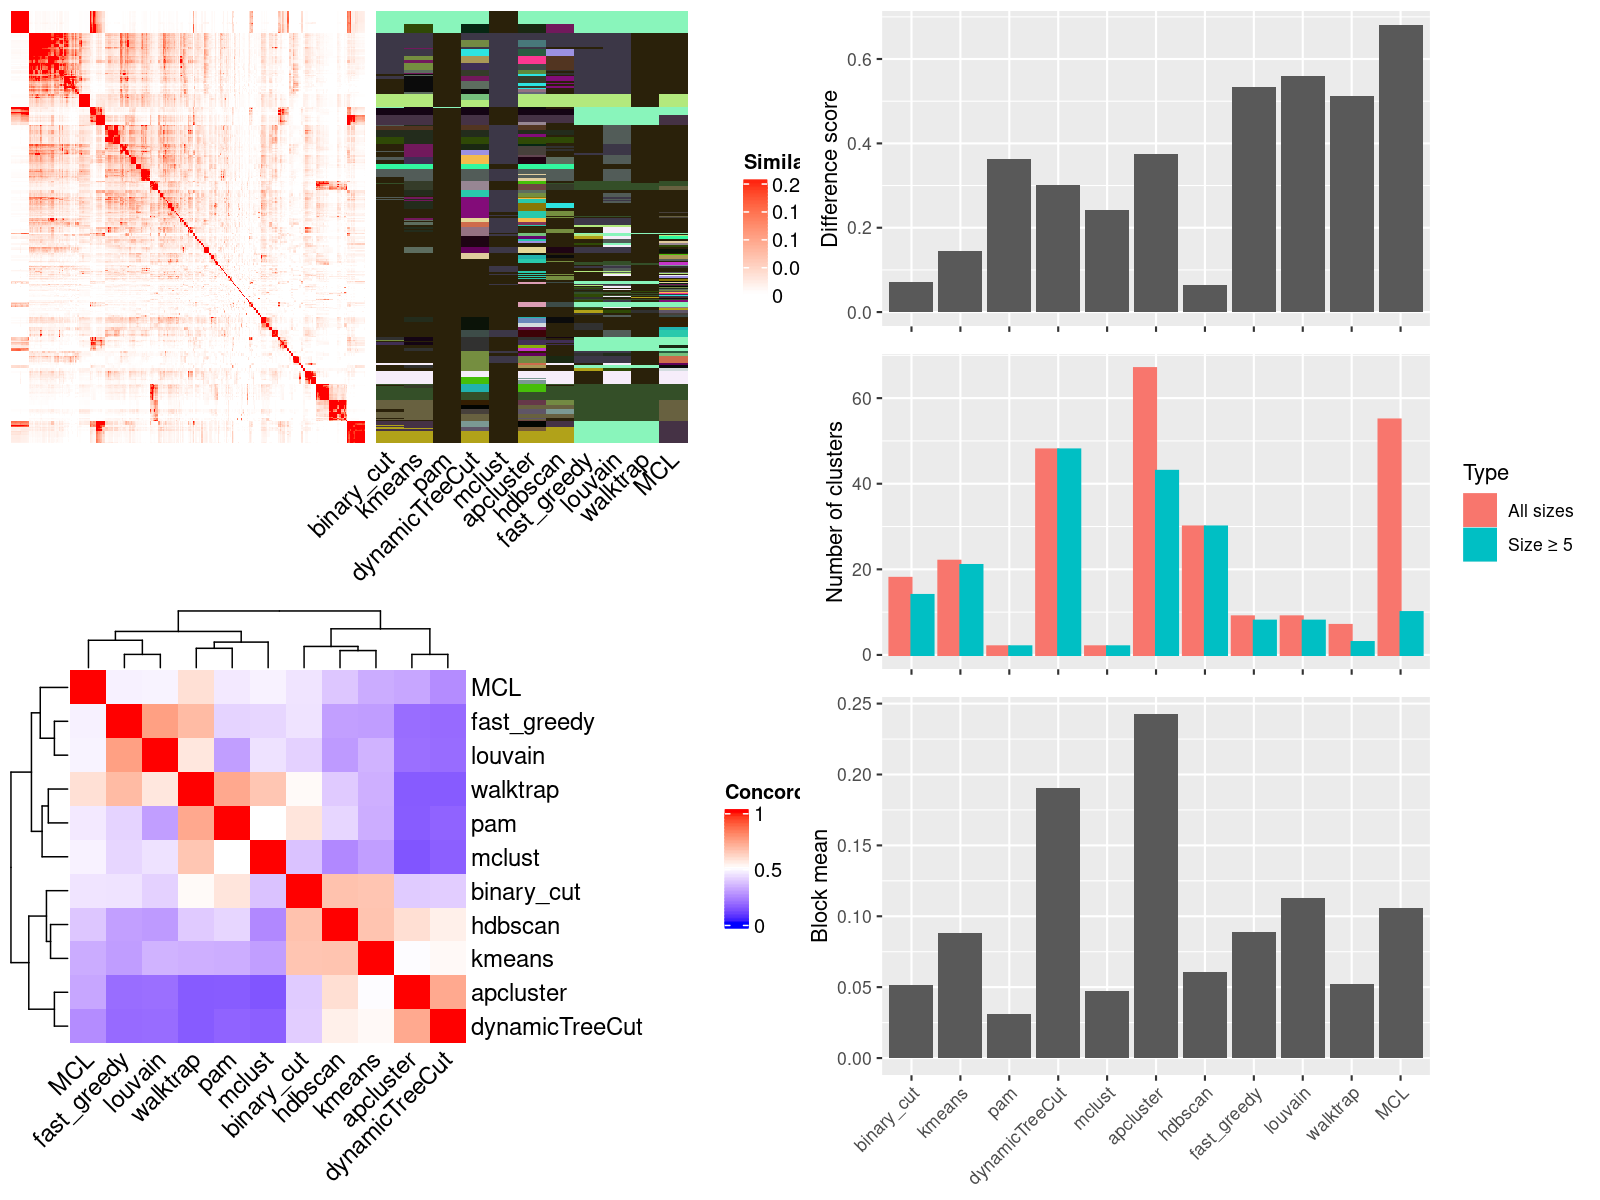 Simila
0.2
0.1
0.1
0.0
0
binary_cut
kmeans
pam
dynamicTreeCut
mclust
apcluster
hdbscan
fast_greedy
louvain
walktrap
MCL
MCL
fast_greedy
louvain
walktrap
pam
mclust
binary_cut
hdbscan
kmeans
apcluster
dynamicTreeCut
MCL
fast_greedy
louvain
walktrap
pam
mclust
binary_cut
hdbscan
kmeans
apcluster
dynamicTreeCut
Concord
1
0.5
0
Difference score
0.6
0.4
0.2
0.0
Number of clusters
60
40
20
0
Type
All sizes
Size ≥ 5
Block mean
0.25
0.20
0.15
0.10
0.05
0.00
binary_cut
kmeans
pam
dynamicTreeCut
mclust
apcluster
hdbscan
fast_greedy
louvain
walktrap
MCL